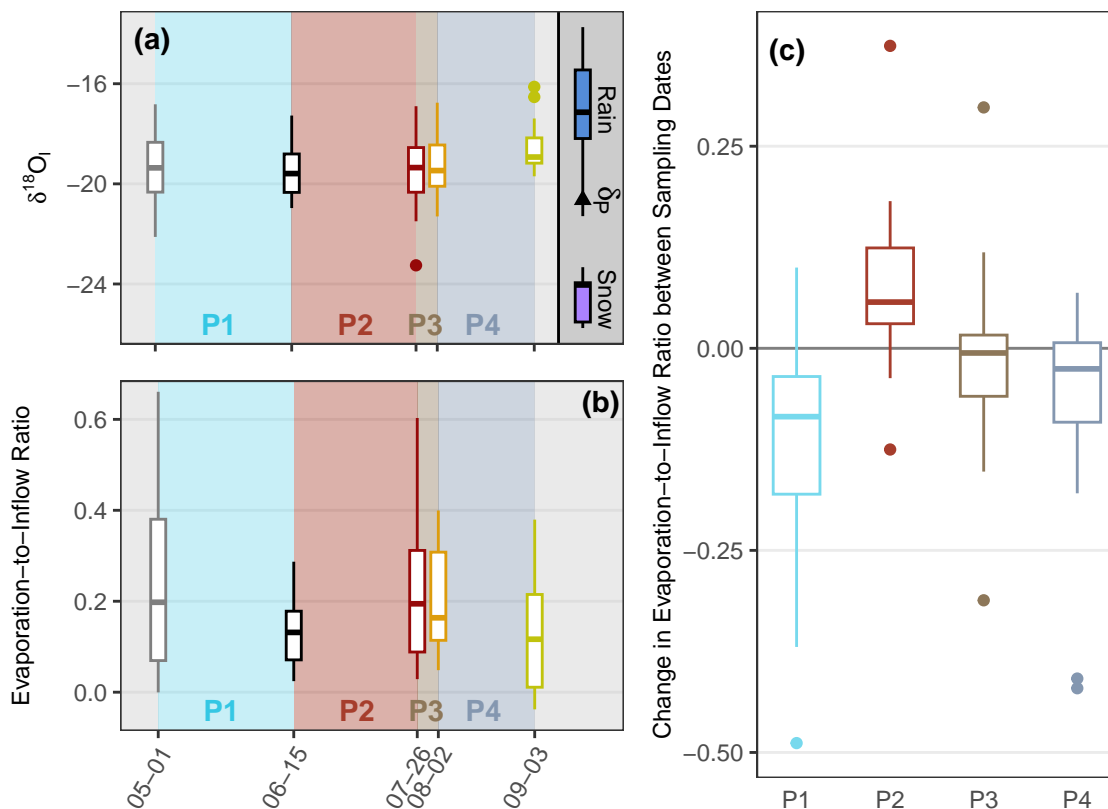 (a)
δ¹⁸O_I
−16
−20
−24
P1
P2
P3
P4
Rain
δ_P
Snow
(b)
Evaporation−to−Inflow Ratio
0.6
0.4
0.2
0.0
P1
P2
P3
P4
05−01
06−15
07−26
08−02
09−03
(c)
Change in Evaporation−to−Inflow Ratio between Sampling Dates
0.25
0.00
−0.25
−0.50
P1
P2
P3
P4